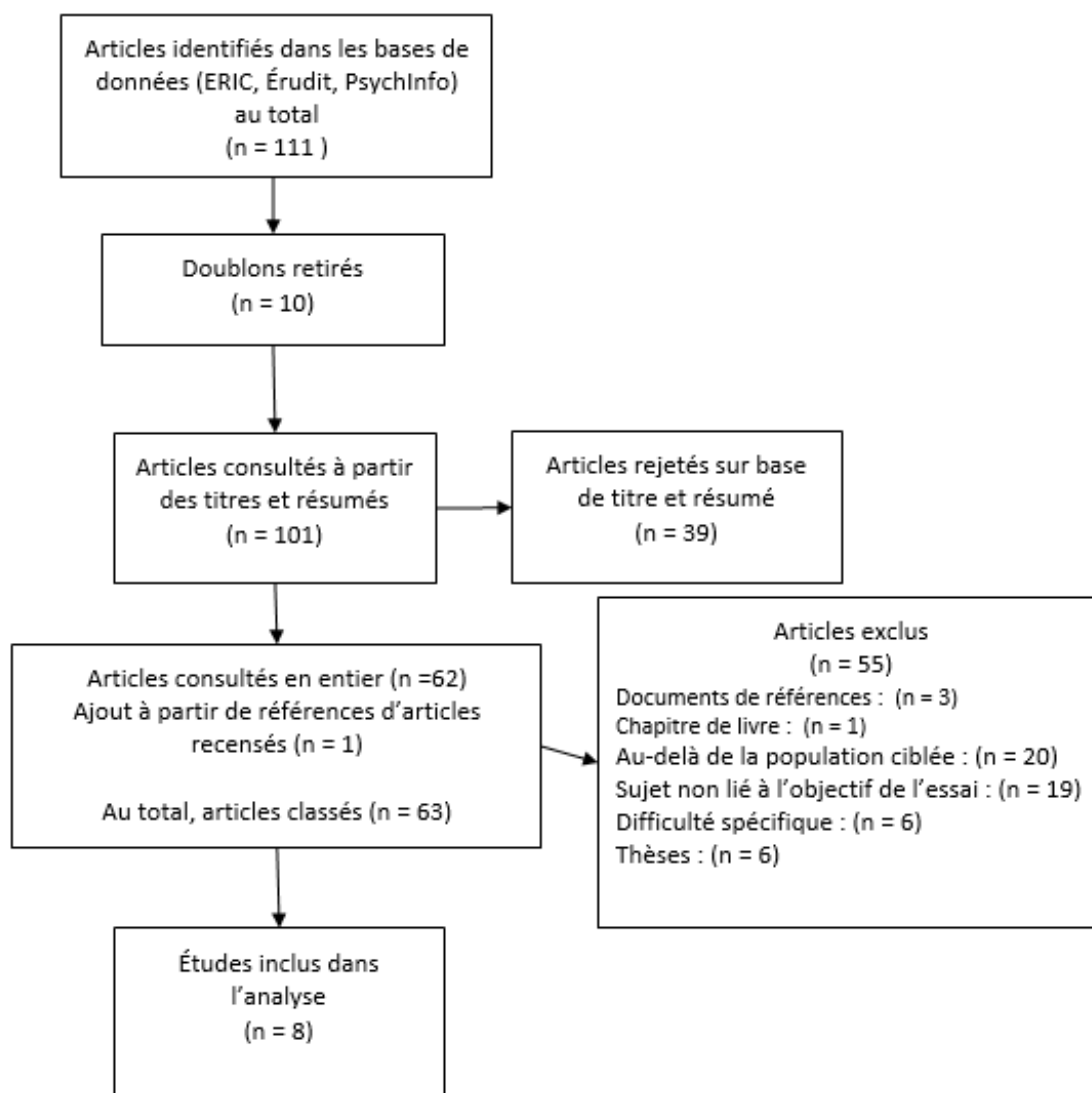 Articles identifiés dans les bases de
données (ERIC, Érudit, PsychInfo)
au total
(n = 111 )
Doublons retirés
(n = 10)
Articles consultés à partir
des titres et résumés
(n = 101)
Articles rejetés sur base
de titre et résumé
(n = 39)
Articles consultés en entier (n =62)
Ajout à partir de références d’articles
recensés (n = 1)
Au total, articles classés (n = 63)
Articles exclus
(n = 55)
Documents de références : (n = 3)
Chapitre de livre : (n = 1)
Au-delà de la population ciblée : (n = 20)
Sujet non lié à l’objectif de l’essai : (n = 19)
Difficulté spécifique : (n = 6)
Thèses : (n = 6)
Études inclus dans
l’analyse
(n = 8)